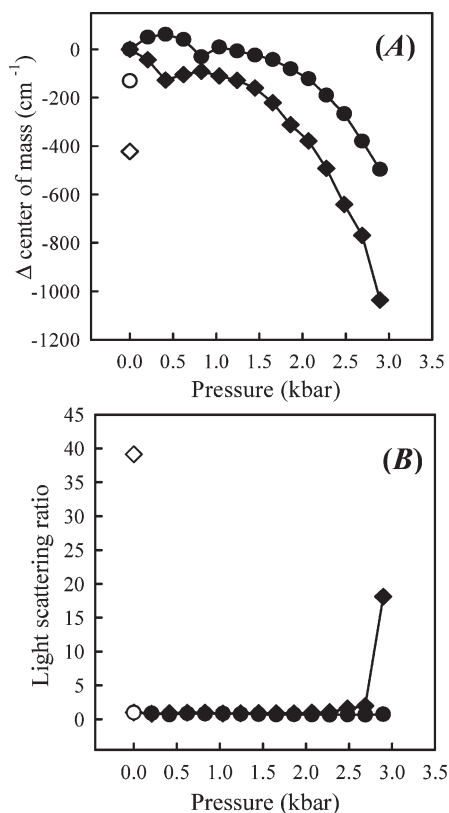 (A)
0
-200
-400
-600
-800
-1000
-1200
Δ center of mass (cm⁻¹)
0.0 0.5 1.0 1.5 2.0 2.5 3.0 3.5
Pressure (kbar)
(B)
45
40
35
30
25
20
15
10
5
0
Light scattering ratio
0.0 0.5 1.0 1.5 2.0 2.5 3.0 3.5
Pressure (kbar)